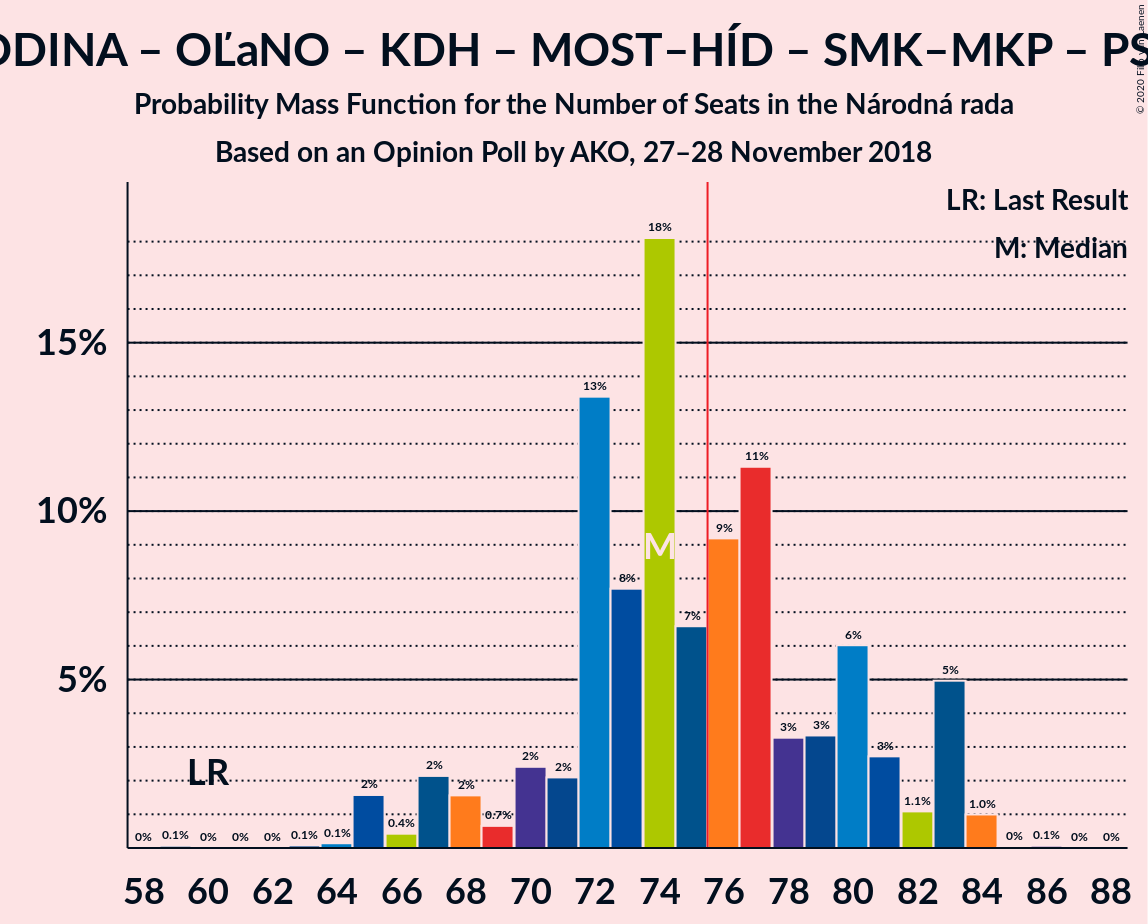 ODINA – OĽaNO – KDH – MOST–HÍD – SMK–MKP – PS
Probability Mass Function for the Number of Seats in the Národná rada
Based on an Opinion Poll by AKO, 27–28 November 2018
© 2020 Filip van Laenen
LR: Last Result
M: Median
15%
10%
5%
LR
M
0% 0.1% 0% 0% 0% 0.1% 0.1% 2% 0.4% 2% 2% 0.7% 2% 2% 13% 8% 18% 7% 9% 11% 3% 3% 6% 3% 1.1% 5% 1.0% 0% 0.1% 0% 0%
58 60 62 64 66 68 70 72 74 76 78 80 82 84 86 88